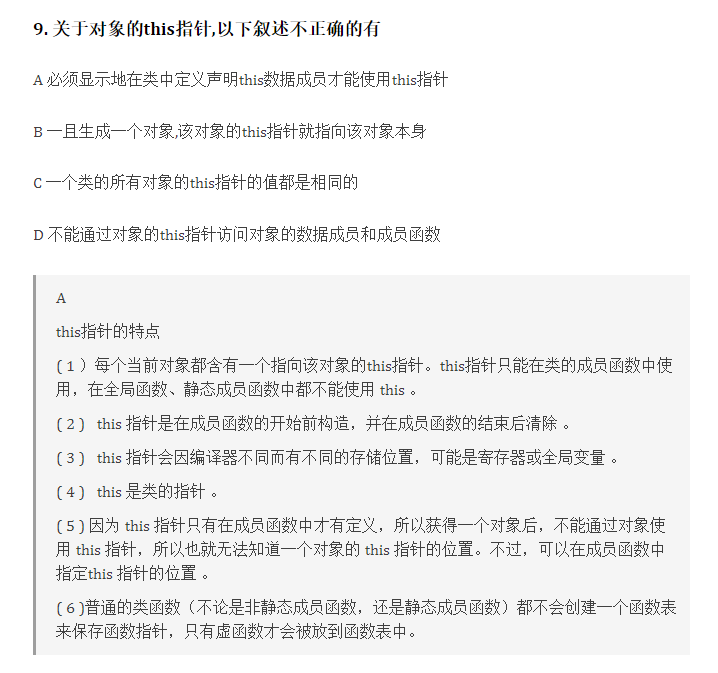 9. 关于对象的this指针,以下叙述不正确的有
A 必须显示地在类中定义声明this数据成员才能使用this指针
B 一旦生成一个对象,该对象的this指针就指向该对象本身
C 一个类的所有对象的this指针的值都是相同的
D 不能通过对象的this指针访问对象的数据成员和成员函数
A
this指针的特点
( 1 ）每个当前对象都含有一个指向该对象的this指针。this指针只能在类的成员函数中使
用，在全局函数、静态成员函数中都不能使用 this 。
( 2 ) this 指针是在成员函数的开始前构造，并在成员函数的结束后清除 。
( 3 ) this 指针会因编译器不同而有不同的存储位置，可能是寄存器或全局变量 。
( 4 ) this 是类的指针 。
( 5 ) 因为 this 指针只有在成员函数中才有定义，所以获得一个对象后，不能通过对象使
用 this 指针，所以也就无法知道一个对象的 this 指针的位置。不过，可以在成员函数中
指定this 指针的位置 。
( 6 )普通的类函数（不论是非静态成员函数，还是静态成员函数）都不会创建一个函数表
来保存函数指针，只有虚函数才会被放到函数表中。